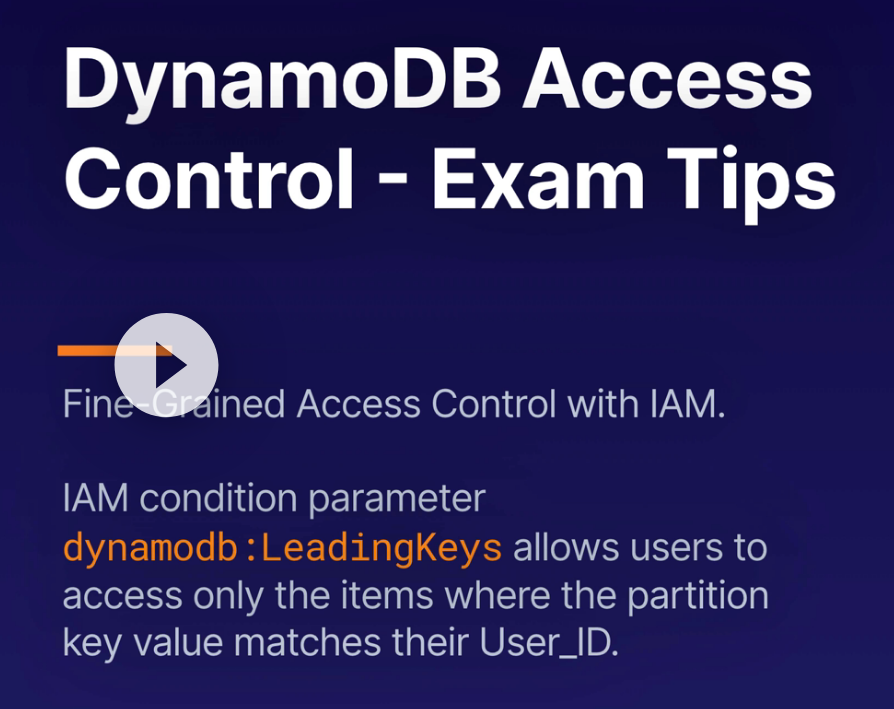 DynamoDB Access
Control - Exam Tips
Fine-Grained Access Control with IAM.
IAM condition parameter
dynamodb:LeadingKeys allows users to
access only the items where the partition
key value matches their User_ID.